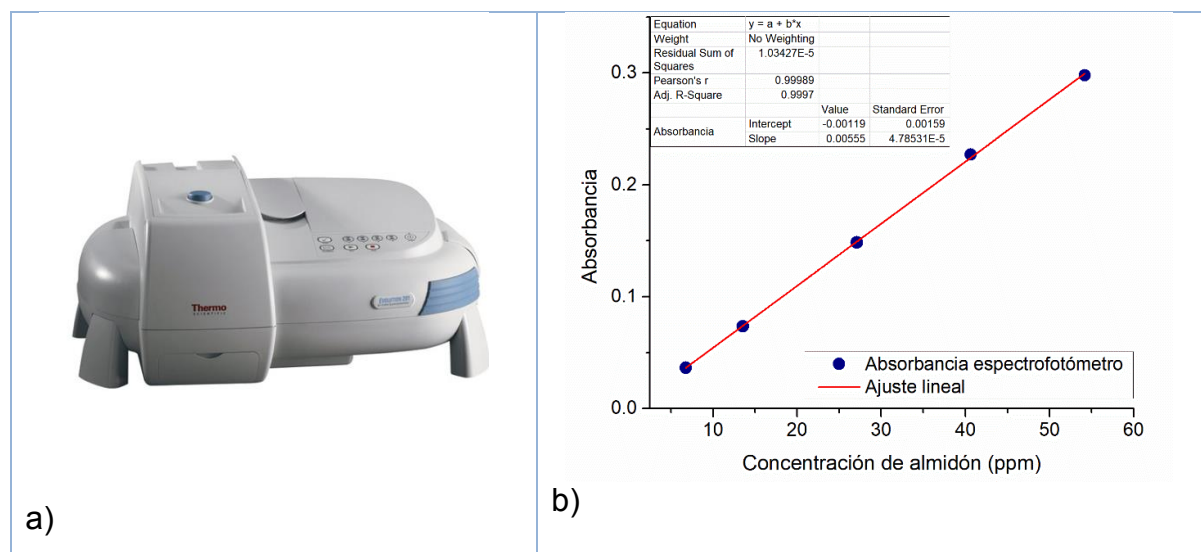 Thermo
SCIENTIFIC
a)
Equation y = a + b*x
Weight No Weighting
Residual Sum of Squares 1.03427E-5
Pearson's r 0.99989
Adj. R-Square 0.9997
Value Standard Error
Absorbancia Intercept -0.00119 0.00159
Slope 0.00555 4.78531E-5
0.3
0.2
0.1
0.0
Absorbancia
Absorbancia espectrofotómetro
Ajuste lineal
10 20 30 40 50 60
Concentración de almidón (ppm)
b)